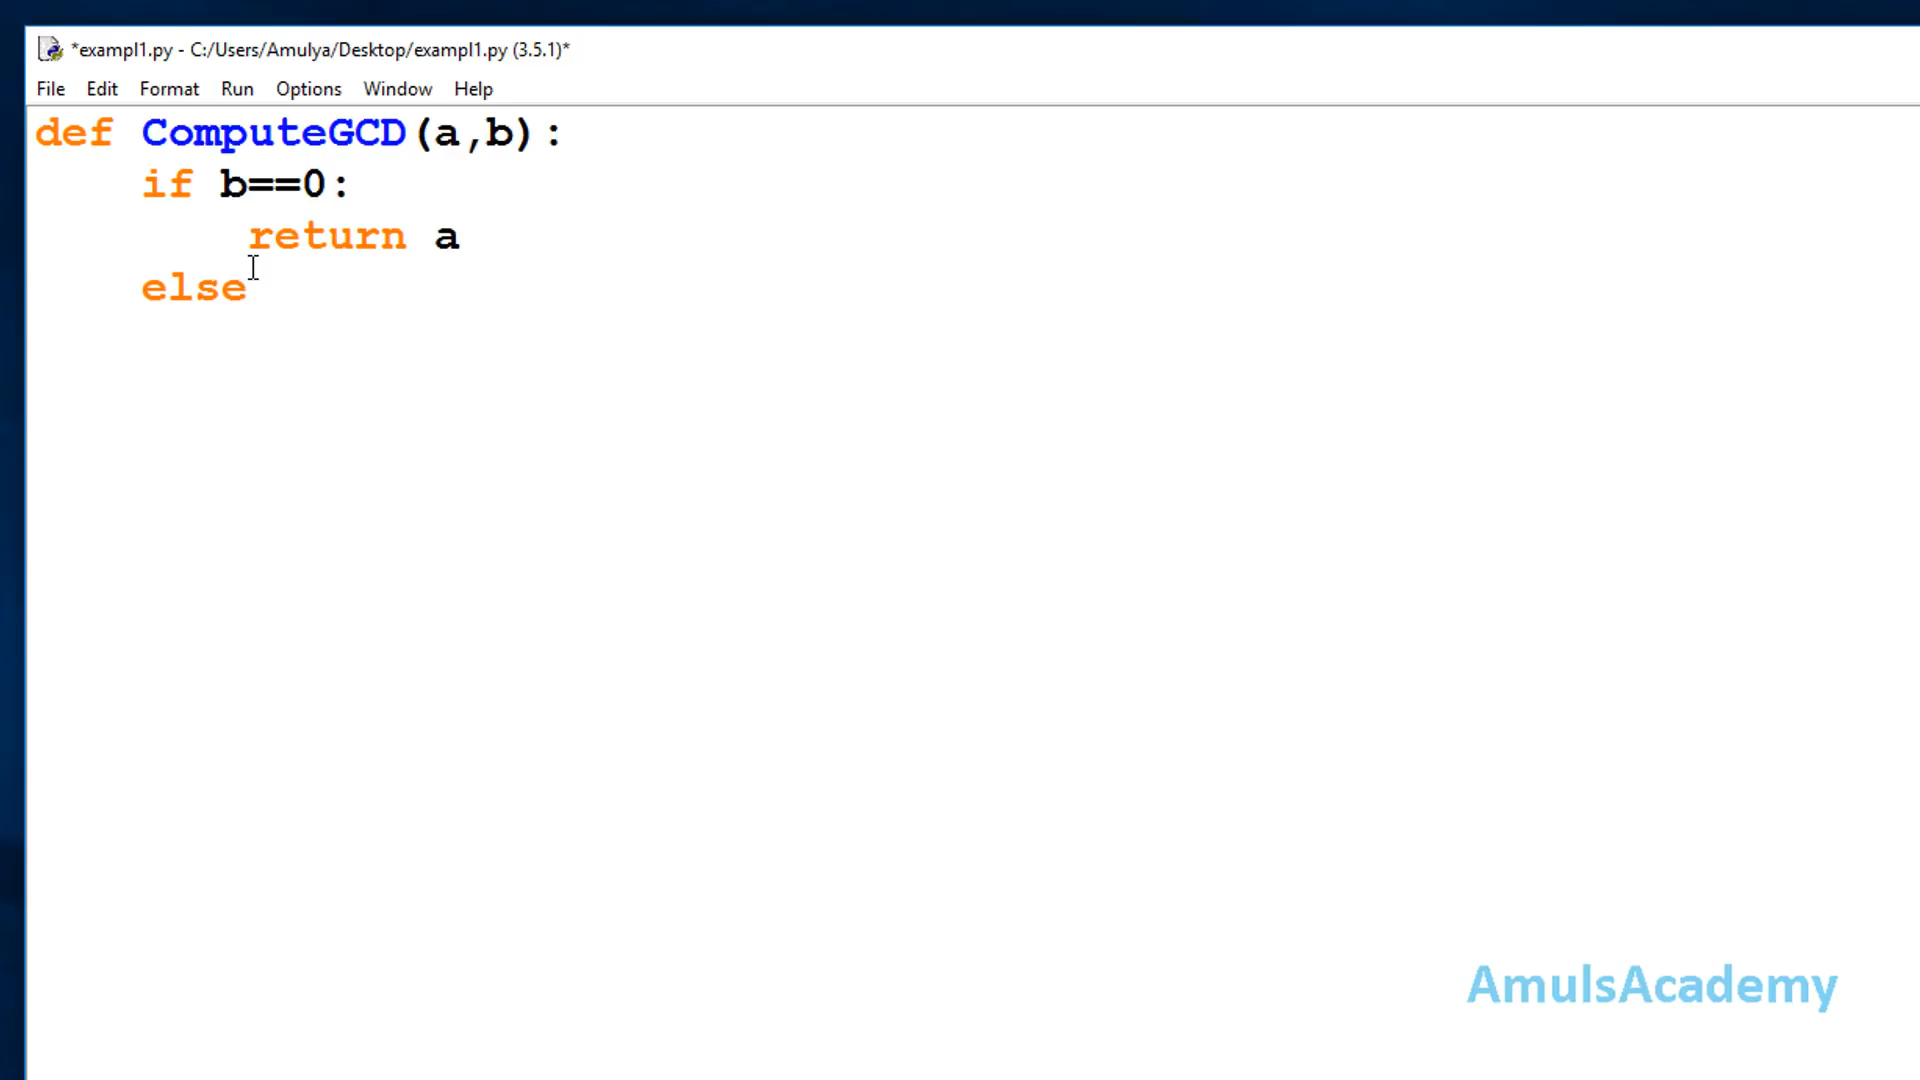 *exampl1.py - C:/Users/Amulya/Desktop/exampl1.py (3.5.1)*
File Edit Format Run Options Window Help
def ComputeGCD(a,b):
    if b==0:
        return a
    else
AmulsAcademy